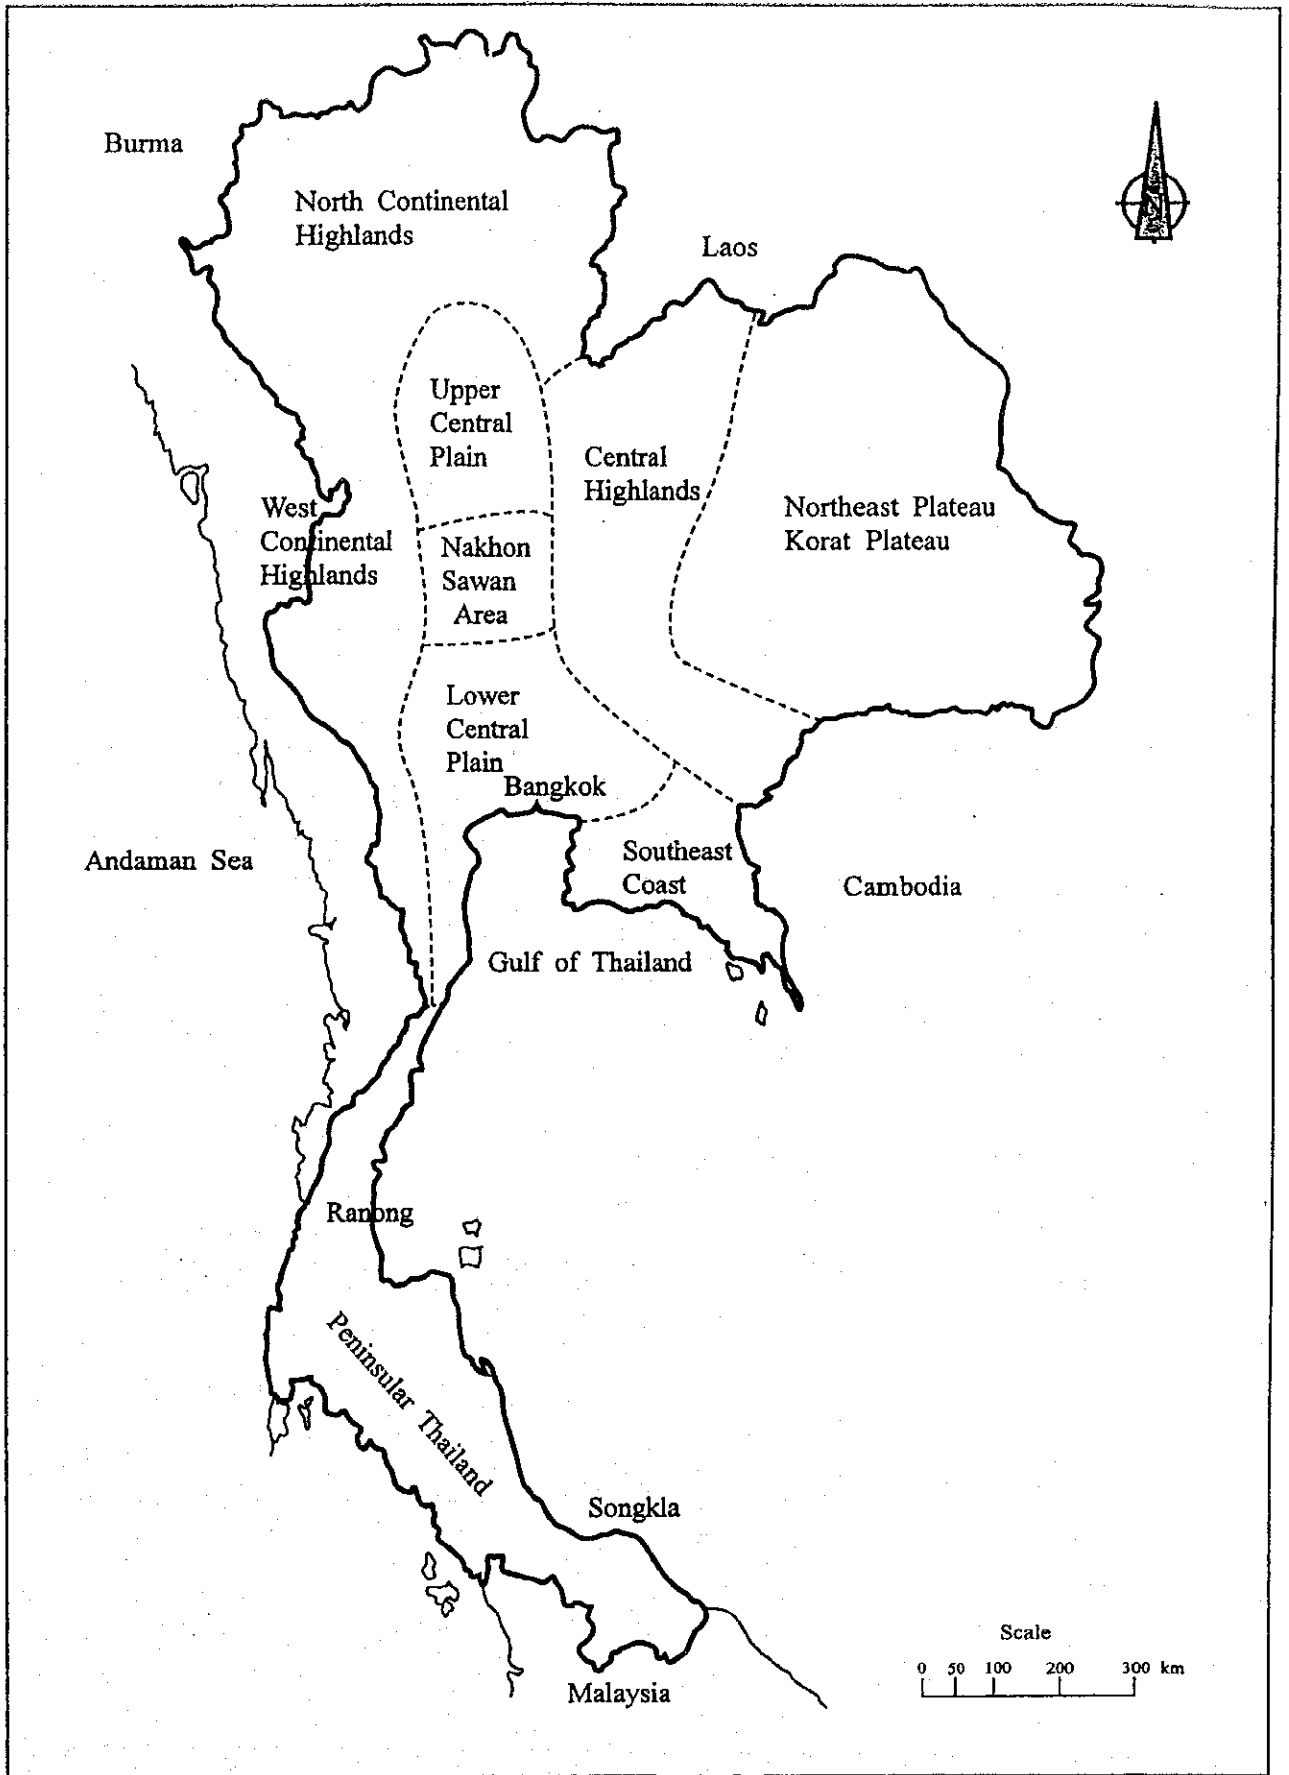 Burma
North Continental
Highlands
N
Laos
Upper
Central
Plain
Central
Highlands
West
Continental
Highlands
Northeast Plateau
Korat Plateau
Nakhon
Sawan
Area
Lower
Central
Plain
Bangkok
Andaman Sea
Southeast
Coast
Cambodia
Gulf of Thailand
Ranong
Peninsular Thailand
Songkla
Malaysia
Scale
0 50 100 200 300 km